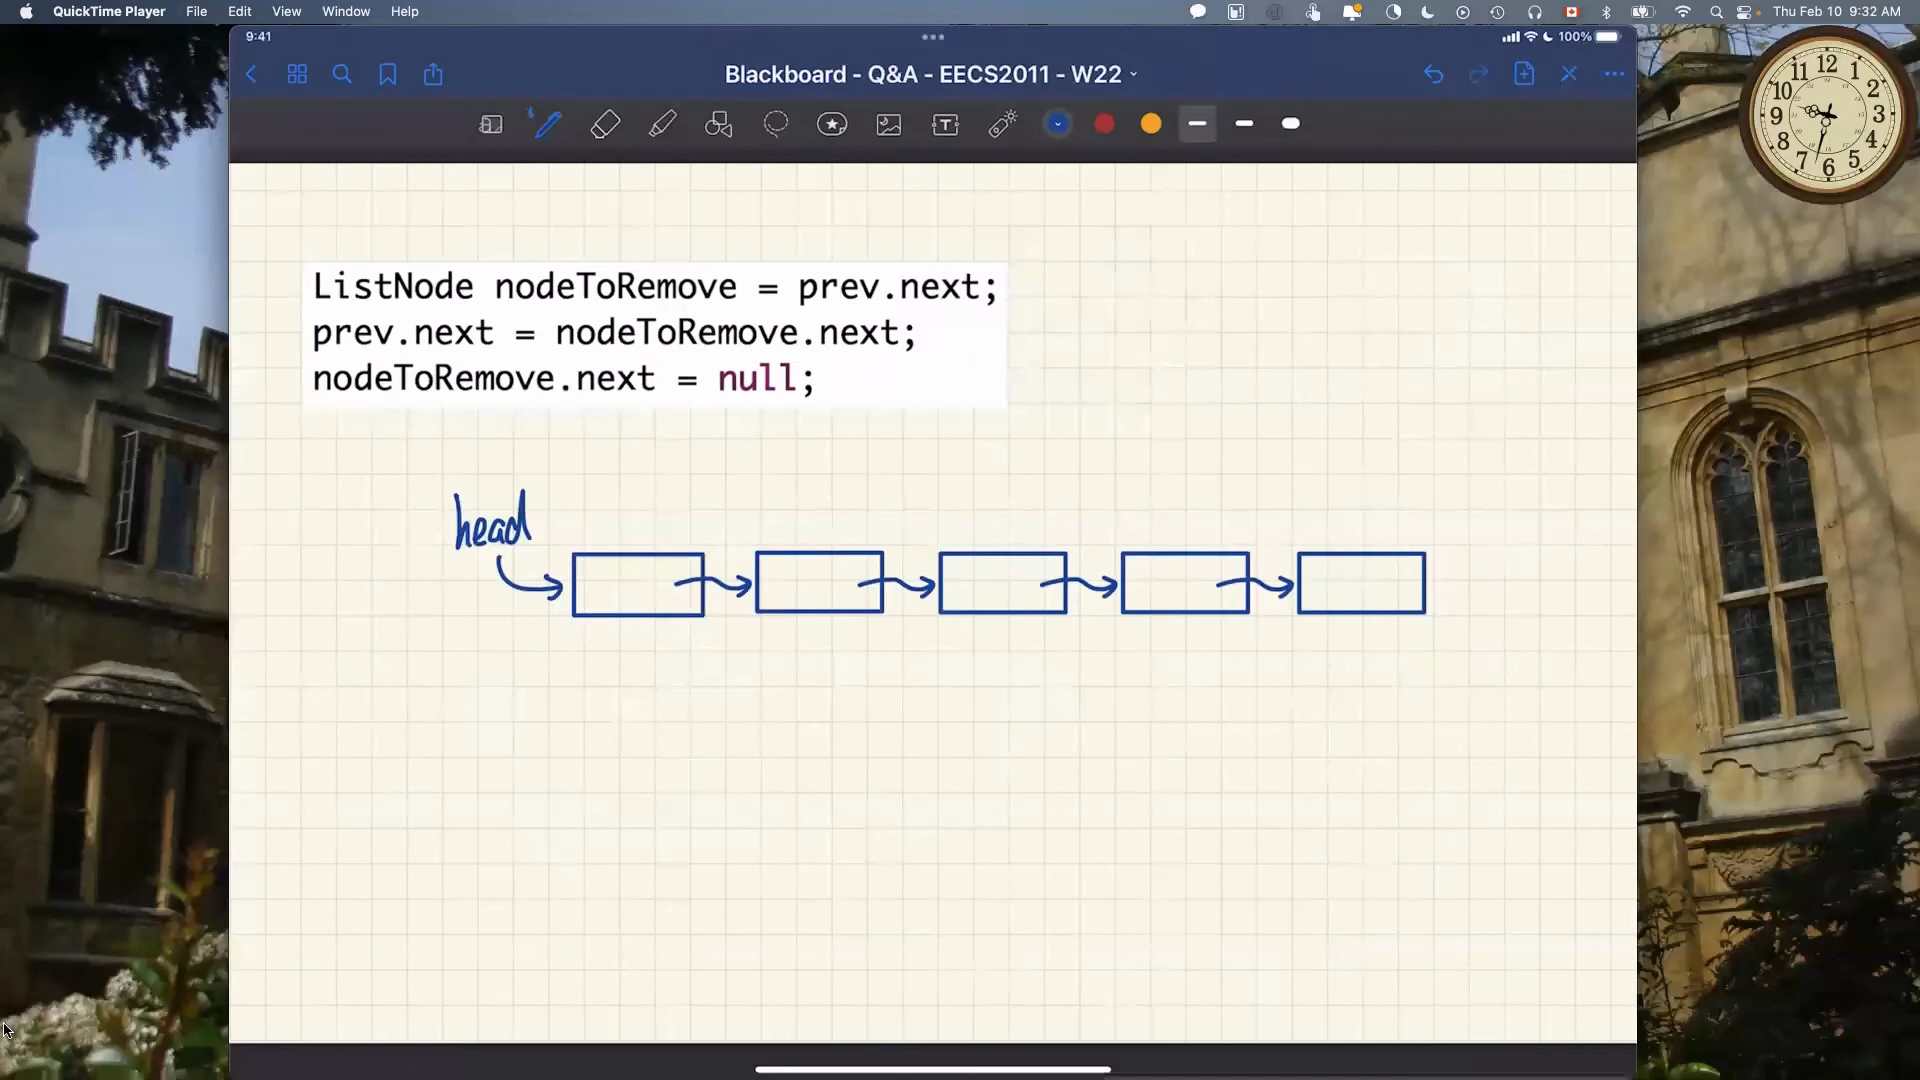 QuickTime Player File Edit View Window Help
Thu Feb 10 9:32 AM
9:41
100%
Blackboard - Q&A - EECS2011 - W22
ListNode nodeToRemove = prev.next;
prev.next = nodeToRemove.next;
nodeToRemove.next = null;
head
12
1
2
3
4
5
6
7
8
9
10
11